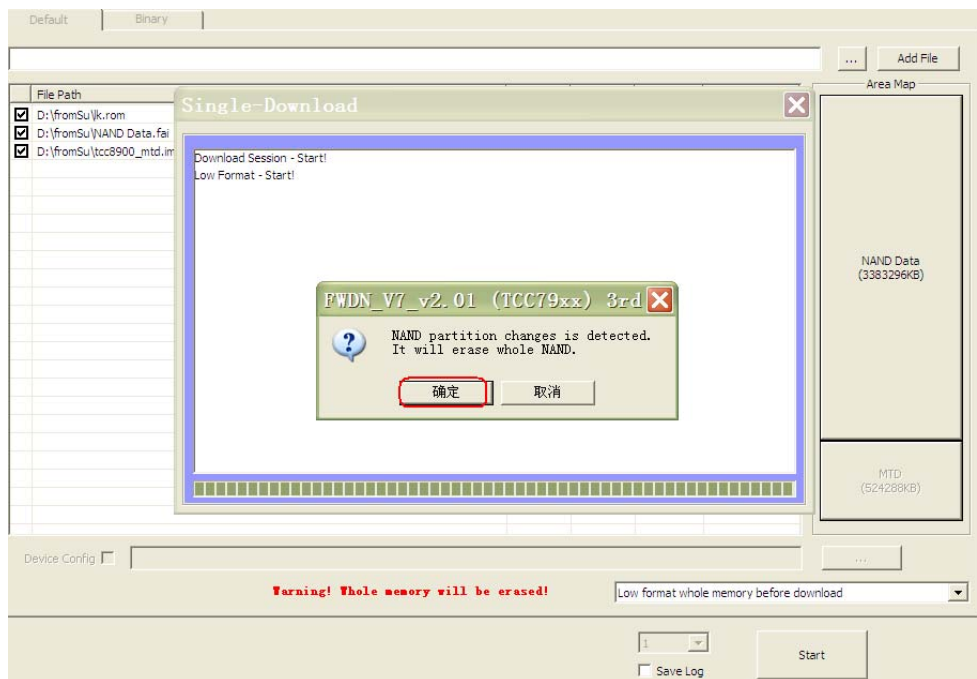 Default
Binary
...
Add File
File Path
Area Map
D:\fromSu\lk.rom
D:\fromSu\NAND Data.fai
D:\fromSu\tcc8900_mtd.im
Single-Download
Download Session - Start!
Low Format - Start!
FWDN_V7_v2.01 (TCC79xx) 3rd
NAND partition changes is detected.
It will erase whole NAND.
确定
取消
NAND Data
(3383296KB)
MTD
(524288KB)
Device Config
...
Warning! Whole memory will be erased!
Low format whole memory before download
1
Start
Save Log